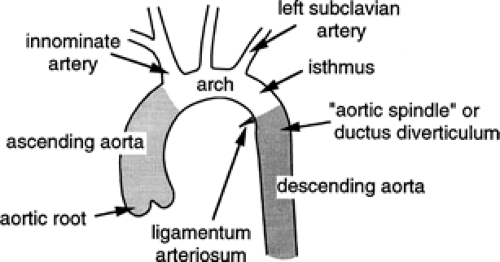 left subclavian
artery
innominate
artery
isthmus
arch
"aortic spindle" or
ductus diverticulum
ascending aorta
descending aorta
aortic root
ligamentum
arteriosum